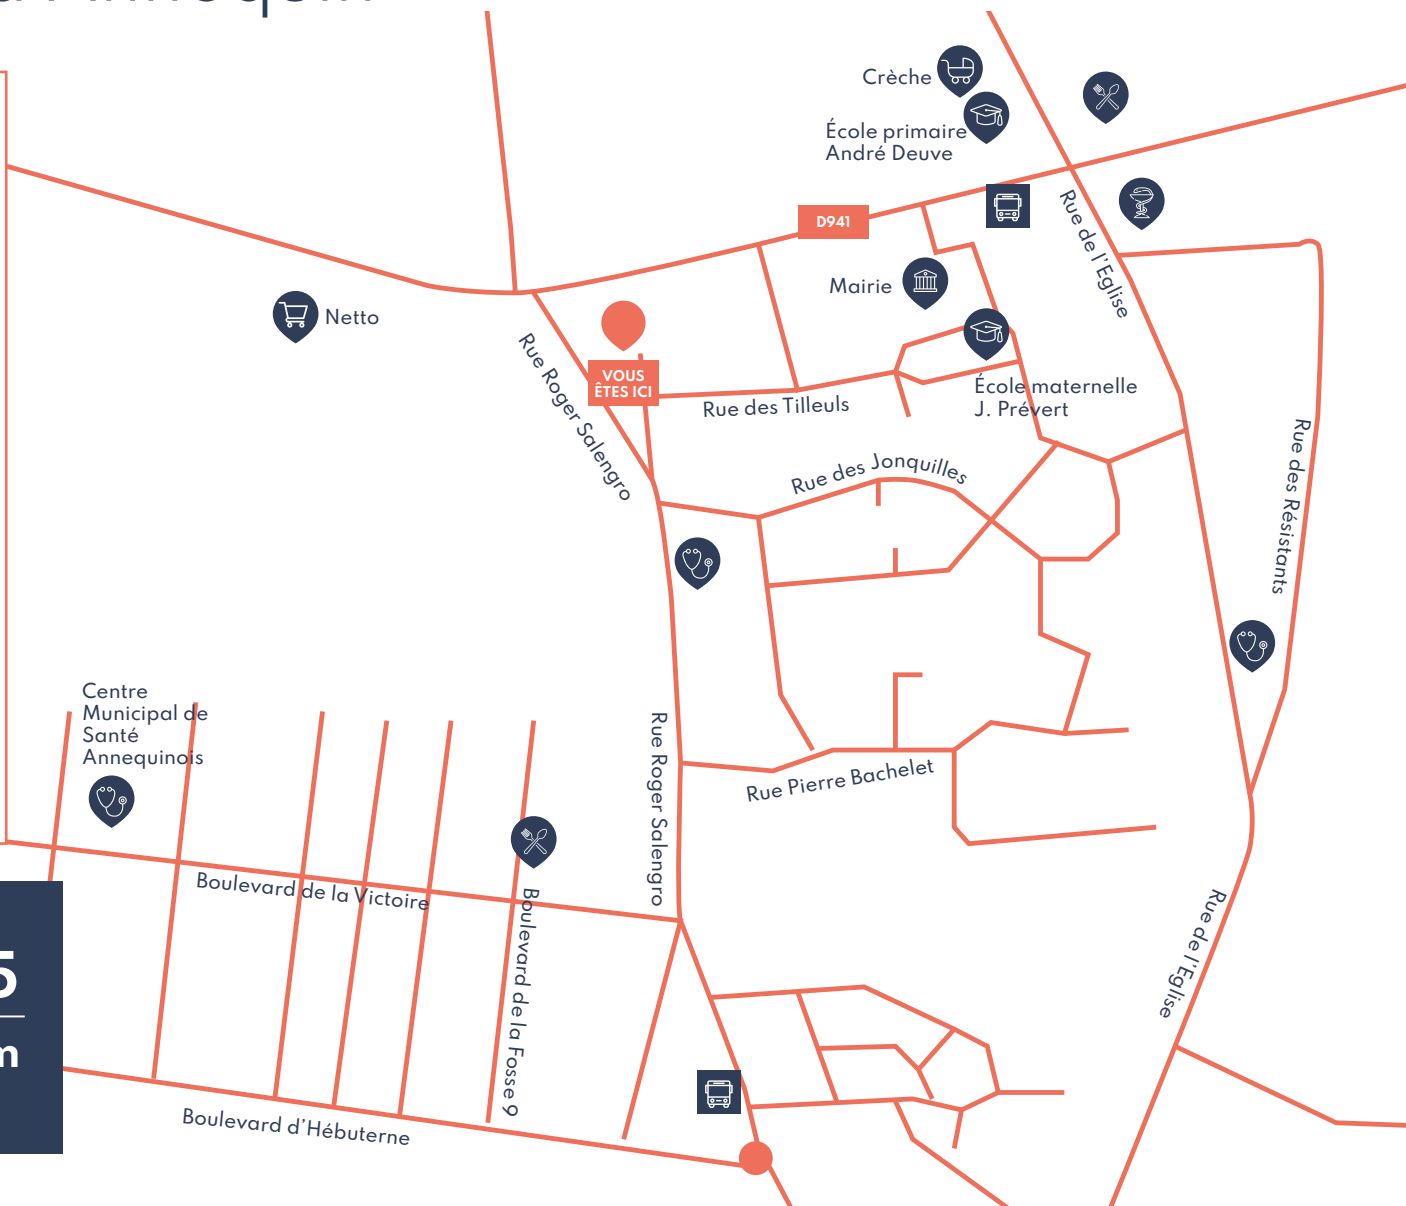 Crèche
École primaire
André Deuve
D941
Rue de l'Eglise
Mairie
Netto
VOUS
ÊTES ICI
Rue Roger Salengro
Rue des Tilleuls
École maternelle
J. Prévert
Rue des Jonquilles
Rue des Résistants
Centre
Municipal de
Santé
Annequinois
Rue Roger Salengro
Rue Pierre Bachelet
Boulevard de la Victoire
Boulevard de la Fosse 9
Rue de l'Eglise
5
m
Boulevard d'Hébuterne